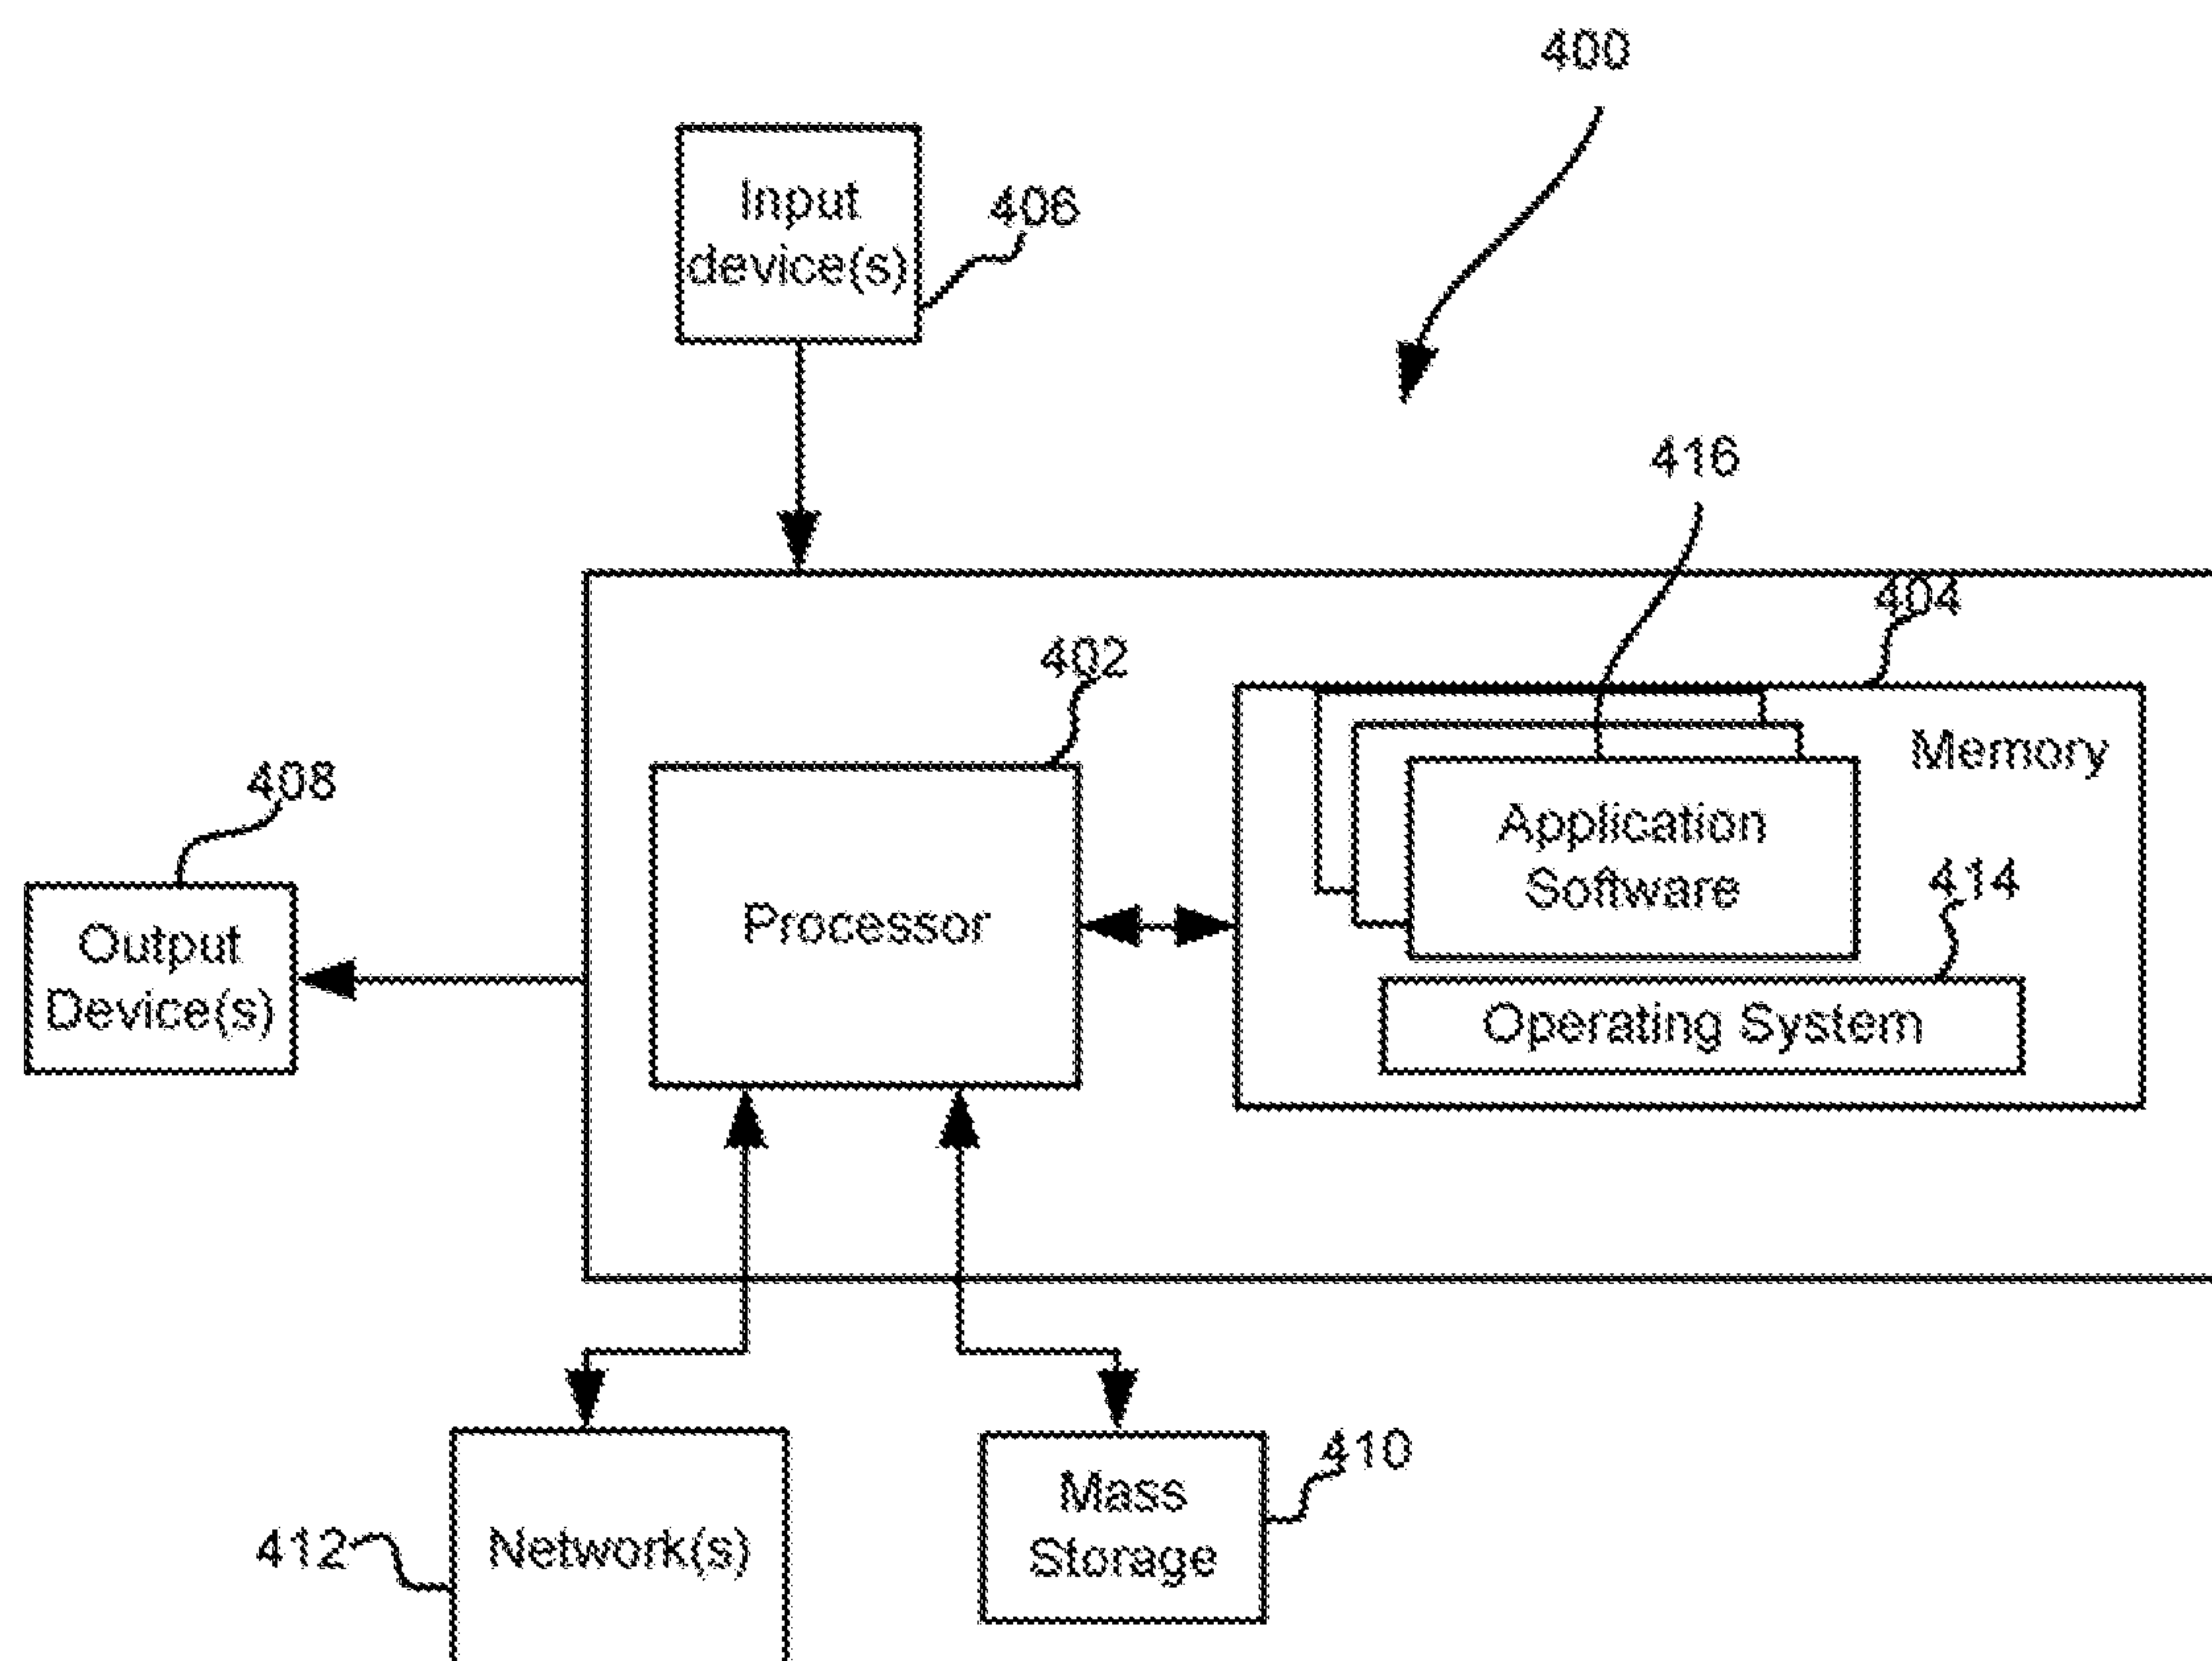 400
Input
device(s)
406
416
404
402
Memory
408
Application
Software
414
Processor
Output
Device(s)
Operating System
410
Mass
Storage
412
Network(s)